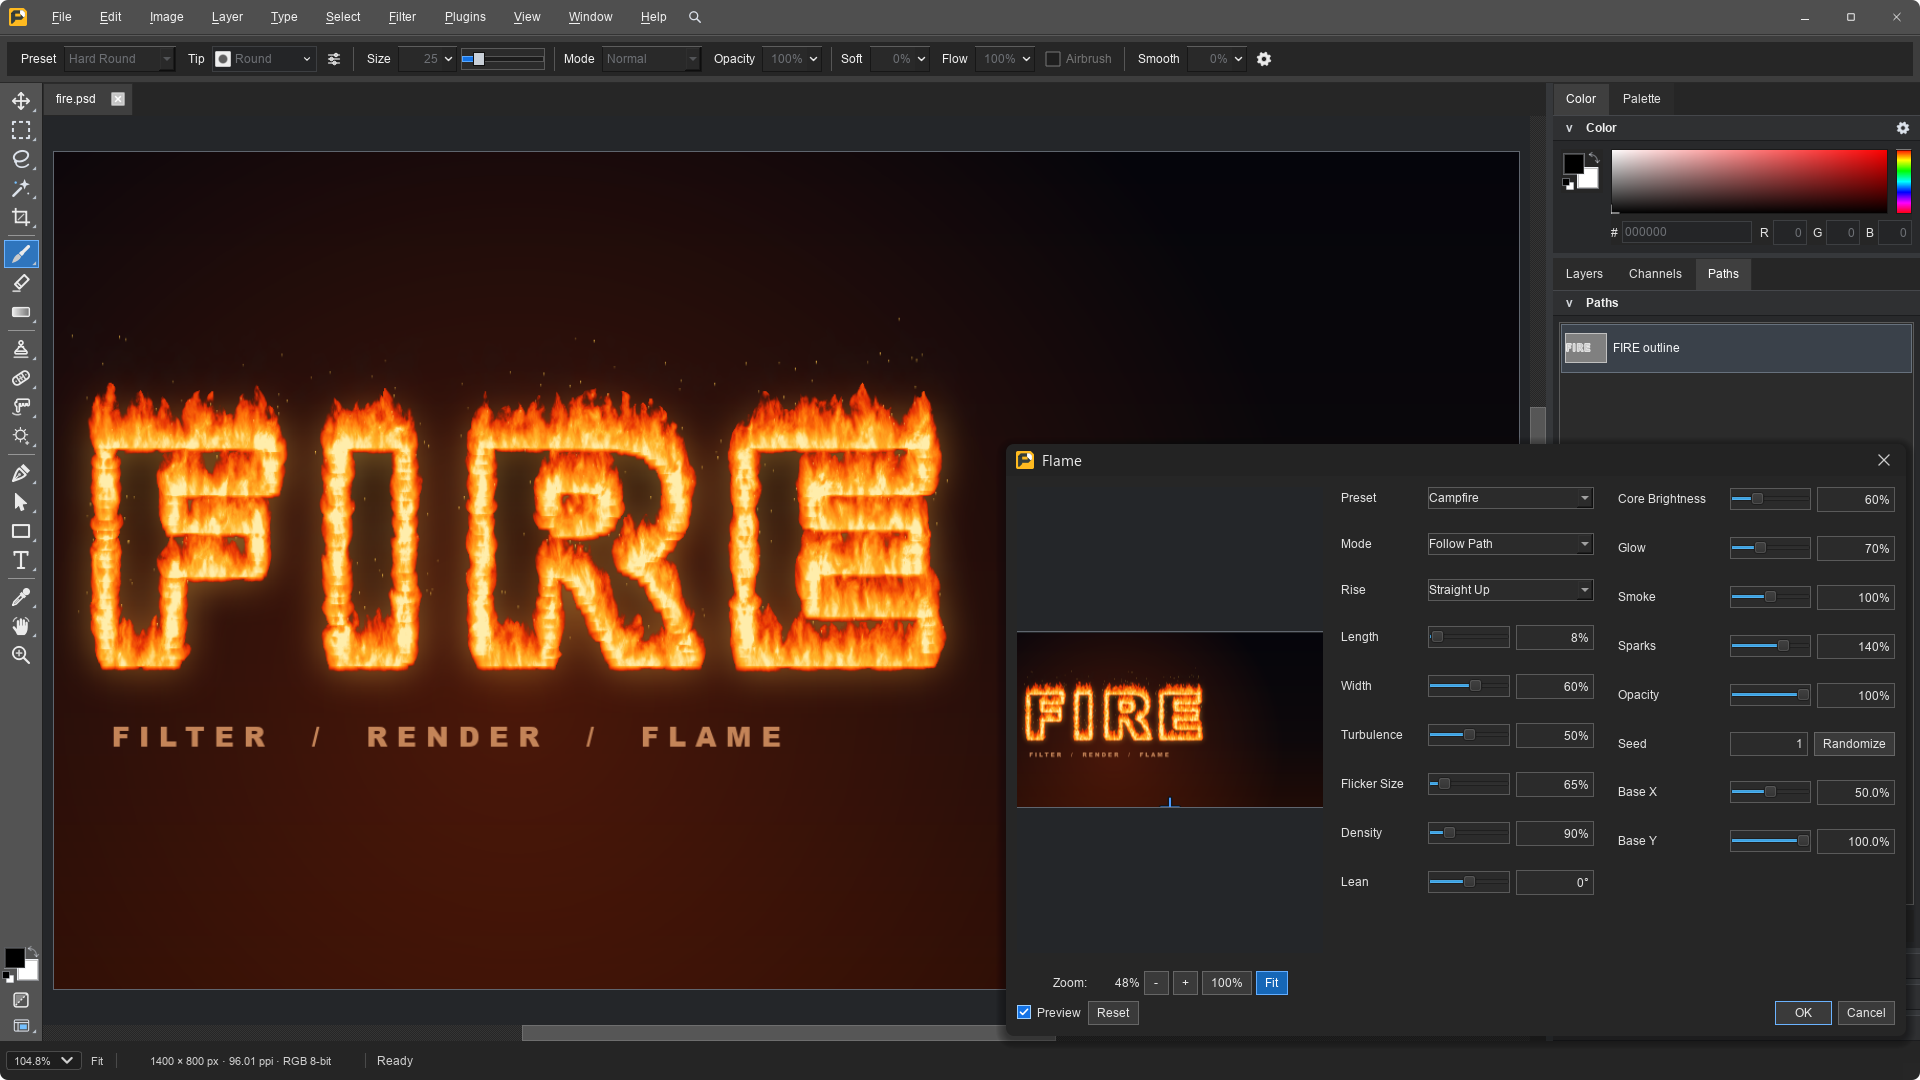 File Edit Image Layer Type Select Filter Plugins View Window Help
Preset Hard Round Tip Round Size 25 Mode Normal Opacity 100% Soft 0% Flow 100% Airbrush Smooth 0%
fire.psd
Color Palette
Color
# 000000 R 0 G 0 B 0
Layers Channels Paths
Paths
FIRE FIRE outline
FIRE
FILTER / RENDER / FLAME
Flame
Preset Campfire
Mode Follow Path
Rise Straight Up
Length 8%
Width 60%
Turbulence 50%
Flicker Size 65%
Density 90%
Lean 0°
Core Brightness 60%
Glow 70%
Smoke 100%
Sparks 140%
Opacity 100%
Seed 1 Randomize
Base X 50.0%
Base Y 100.0%
FIRE
FILTER / RENDER / FLAME
Zoom: 48% - + 100% Fit
Preview Reset
OK Cancel
104.8% Fit 1400 × 800 px · 96.01 ppi · RGB 8-bit Ready